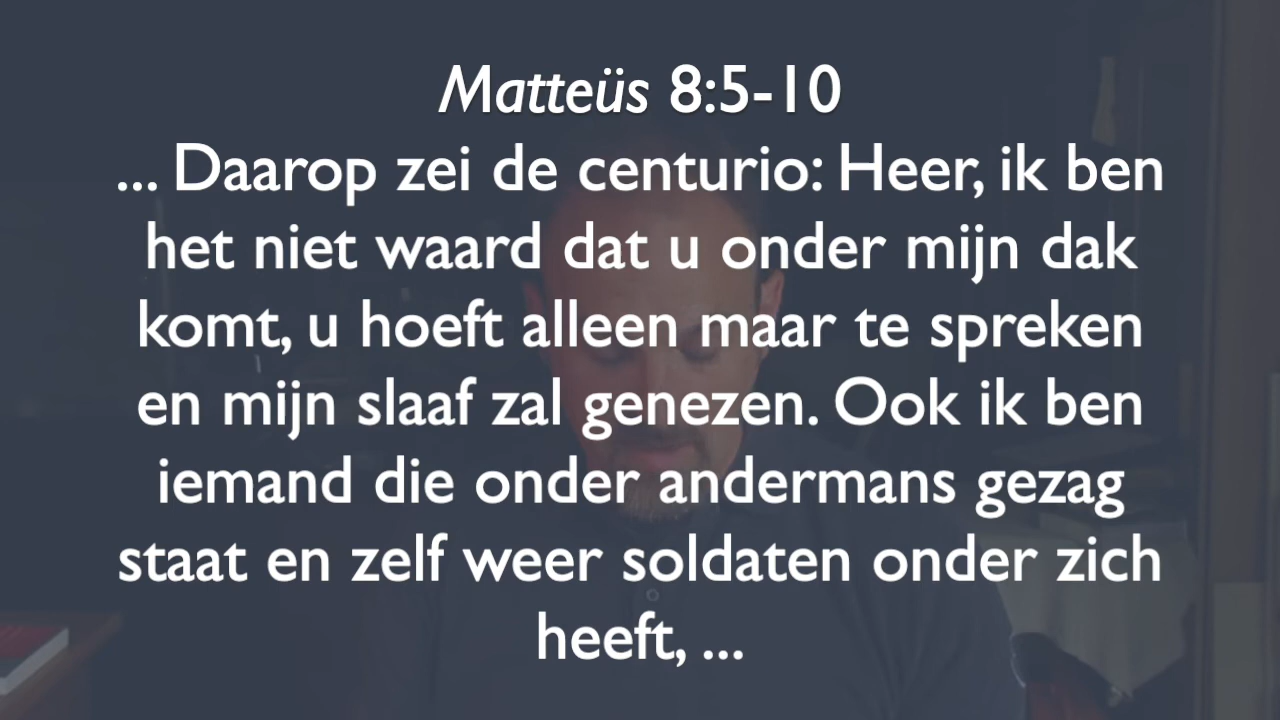 Matteüs 8:5-10
... Daarop zei de centurio: Heer, ik ben
het niet waard dat u onder mijn dak
komt, u hoeft alleen maar te spreken
en mijn slaaf zal genezen. Ook ik ben
iemand die onder andermans gezag
staat en zelf weer soldaten onder zich
heeft, ...